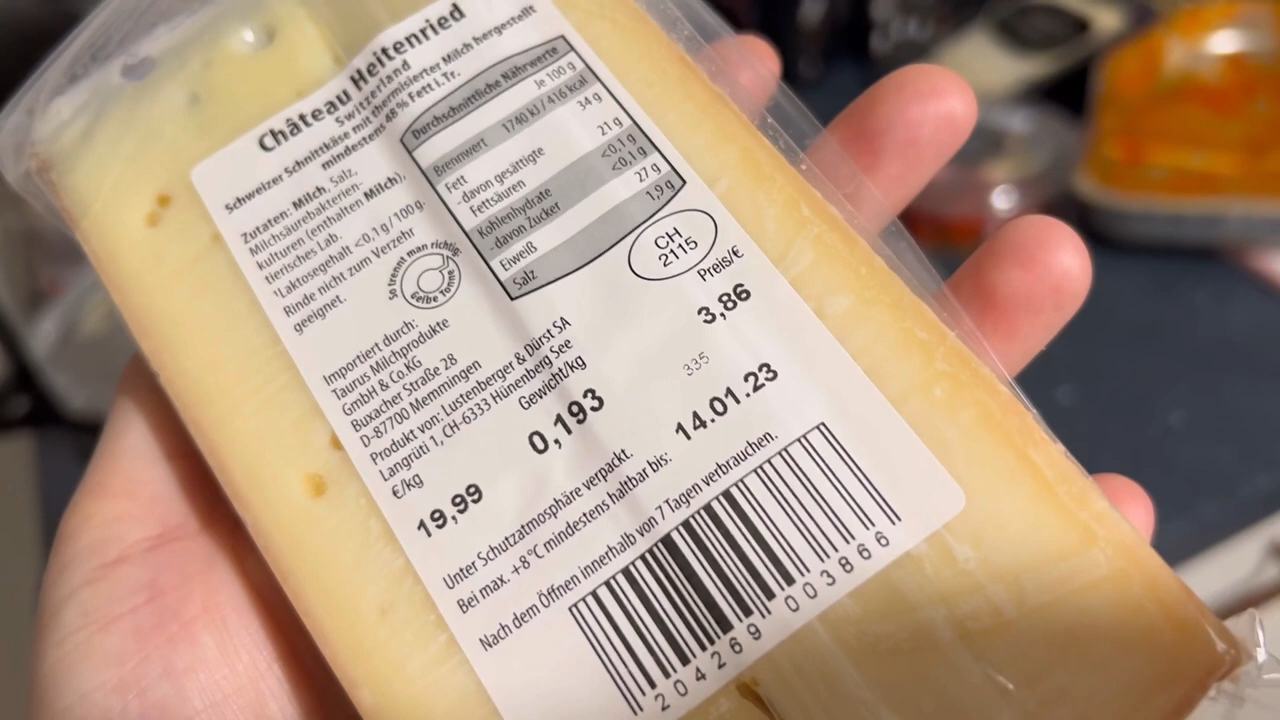 Château Heitenried
Switzerland
Schweizer Schnittkäse mit thermisierter Milch hergestellt
mindestens 48 % Fett i.Tr.
Zutaten: Milch, Salz,
Milchsäurebakterien-
kulturen (enthalten Milch),
tierisches Lab.
¹Laktosegehalt <0,1 g / 100 g.
Rinde nicht zum Verzehr
geeignet.
So trennt man richtig:
Gelbe Tonne
Durchschnittliche Nährwerte
Je 100 g
Brennwert 1740 kJ / 416 kcal
Fett 34 g
-davon gesättigte
Fettsäuren 21 g
Kohlenhydrate <0,1 g
-davon Zucker <0,1 g
Eiweiß 27 g
Salz 1,9 g
CH
2115
Importiert durch:
Taurus Milchprodukte
GmbH & Co.KG
Buxacher Straße 28
D-87700 Memmingen
Produkt von: Lustenberger & Dürst SA
Langrüti 1, CH-6333 Hünenberg See
€/kg Gewicht/kg Preis/€
19,99 0,193 3,86
335
Unter Schutzatmosphäre verpackt.
Bei max. +8°C mindestens haltbar bis: 14.01.23
Nach dem Öffnen innerhalb von 7 Tagen verbrauchen.
204269 003866